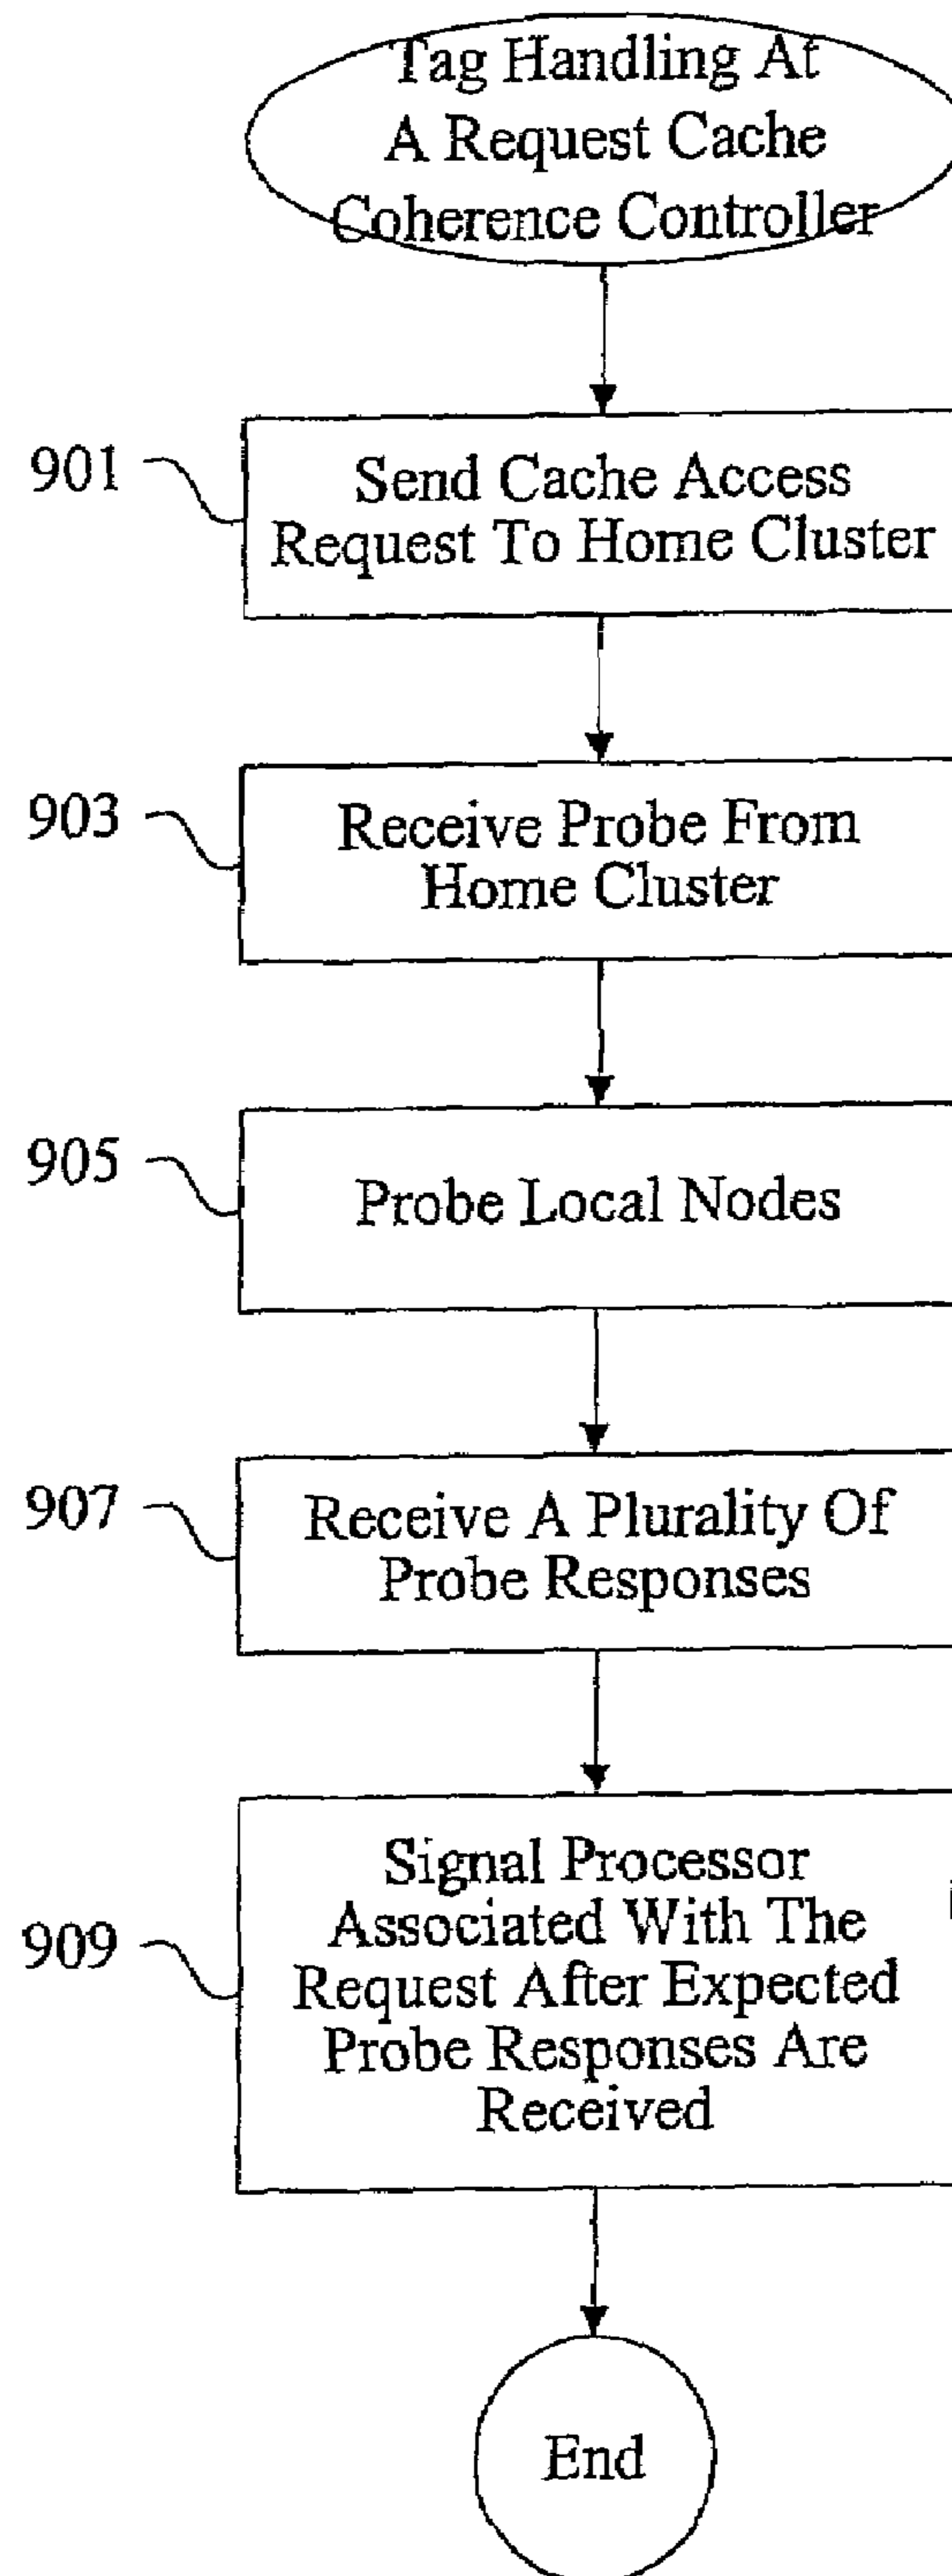 Tag Handling At
A Request Cache
Coherence Controller
901
Send Cache Access
Request To Home Cluster
903
Receive Probe From
Home Cluster
905
Probe Local Nodes
907
Receive A Plurality Of
Probe Responses
909
Signal Processor
Associated With The
Request After Expected
Probe Responses Are
Received
End